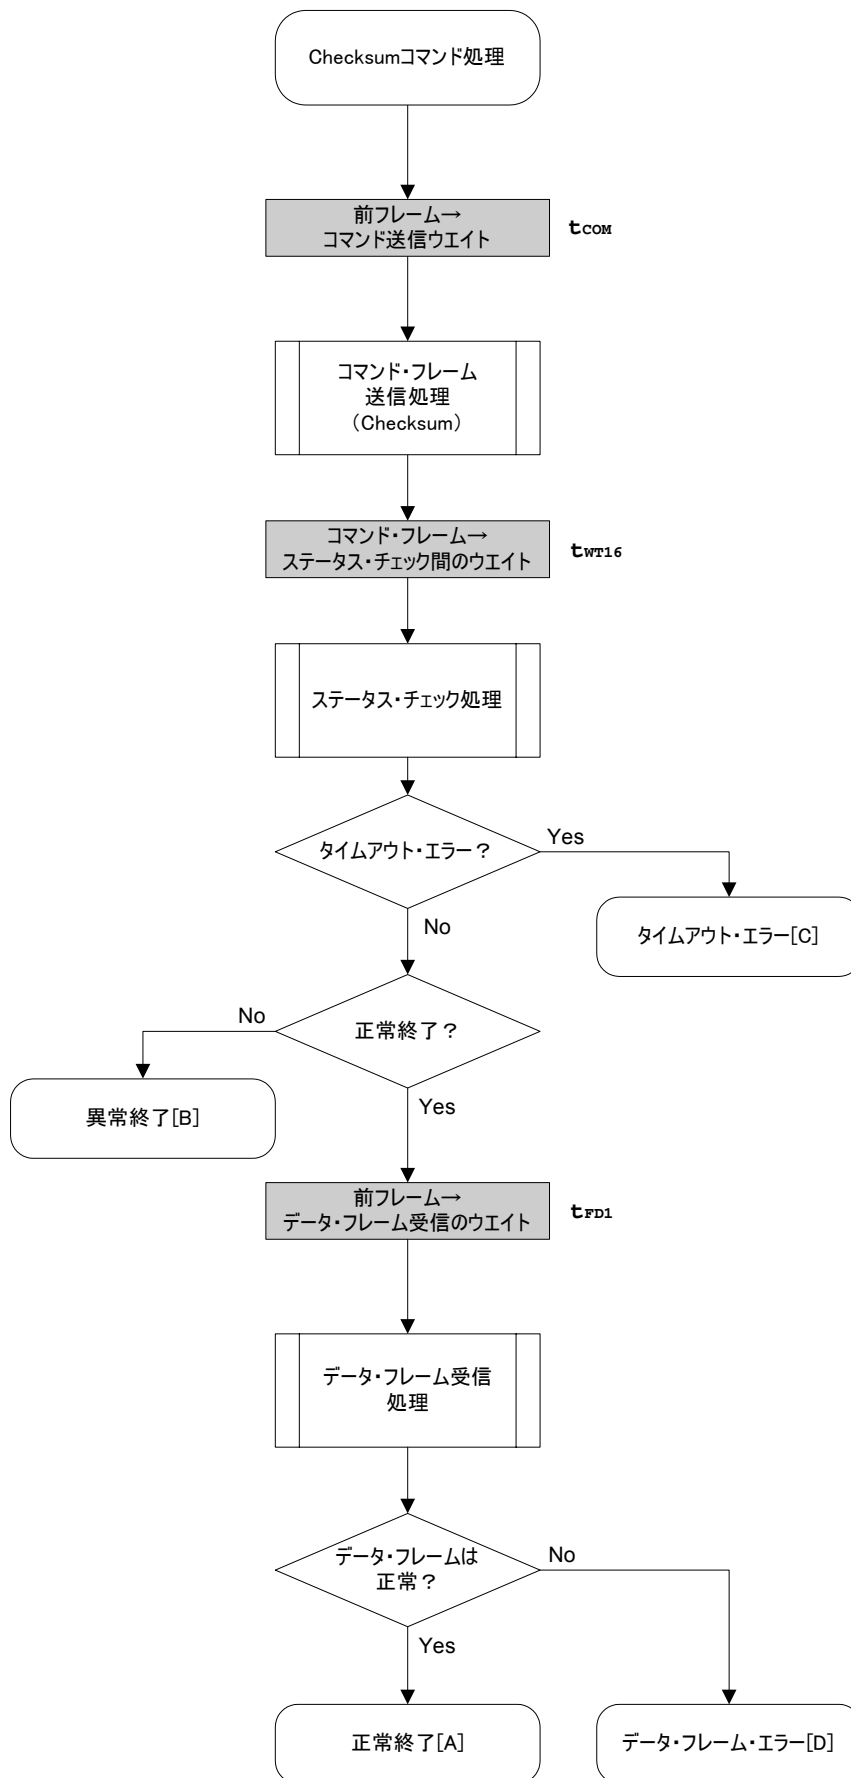 Checksumコマンド処理
前フレーム→
コマンド送信ウエイト
tCOM
コマンド・フレーム
送信処理
（Checksum）
コマンド・フレーム→
ステータス・チェック間のウエイト
tWT16
ステータス・チェック処理
タイムアウト・エラー？
Yes
タイムアウト・エラー[C]
No
正常終了？
No
異常終了[B]
Yes
前フレーム→
データ・フレーム受信のウエイト
tFD1
データ・フレーム受信
処理
データ・フレームは
正常？
No
Yes
正常終了[A]
データ・フレーム・エラー[D]